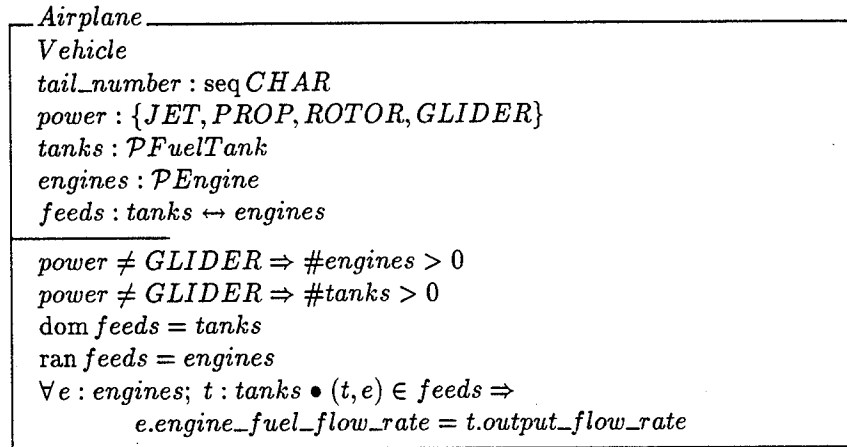 Airplane
Vehicle
tail_number : seq CHAR
power : {JET, PROP, ROTOR, GLIDER}
tanks : 𝒫FuelTank
engines : 𝒫Engine
feeds : tanks ↔ engines
power ≠ GLIDER ⇒ #engines > 0
power ≠ GLIDER ⇒ #tanks > 0
dom feeds = tanks
ran feeds = engines
∀ e : engines; t : tanks • (t, e) ∈ feeds ⇒
e.engine_fuel_flow_rate = t.output_flow_rate